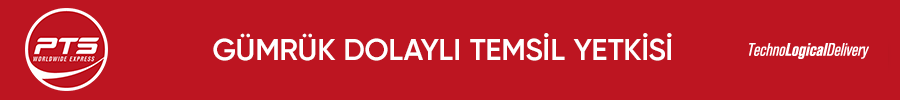 PTS
WORLDWIDE EXPRESS
GÜMRÜK DOLAYLI TEMSİL YETKİSİ
TechnoLogicalDelivery